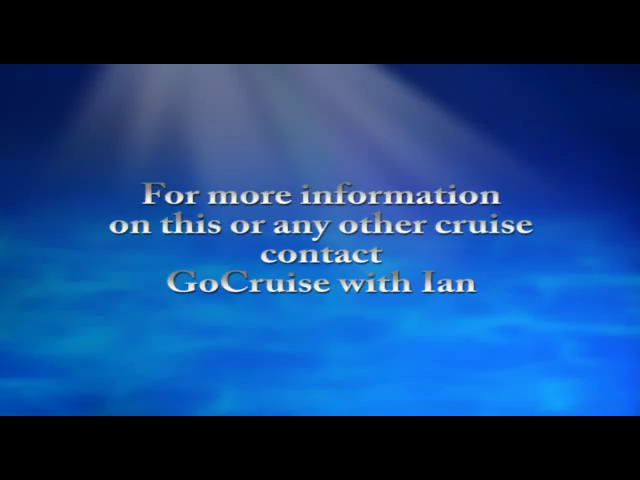 For more information
on this or any other cruise
contact
GoCruise with Ian